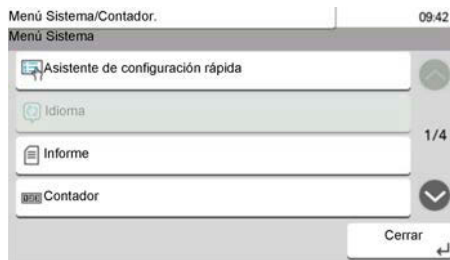 Menú Sistema/Contador.
09:42
Menú Sistema
Asistente de configuración rápida
Idioma
1/4
Informe
Contador
Cerrar